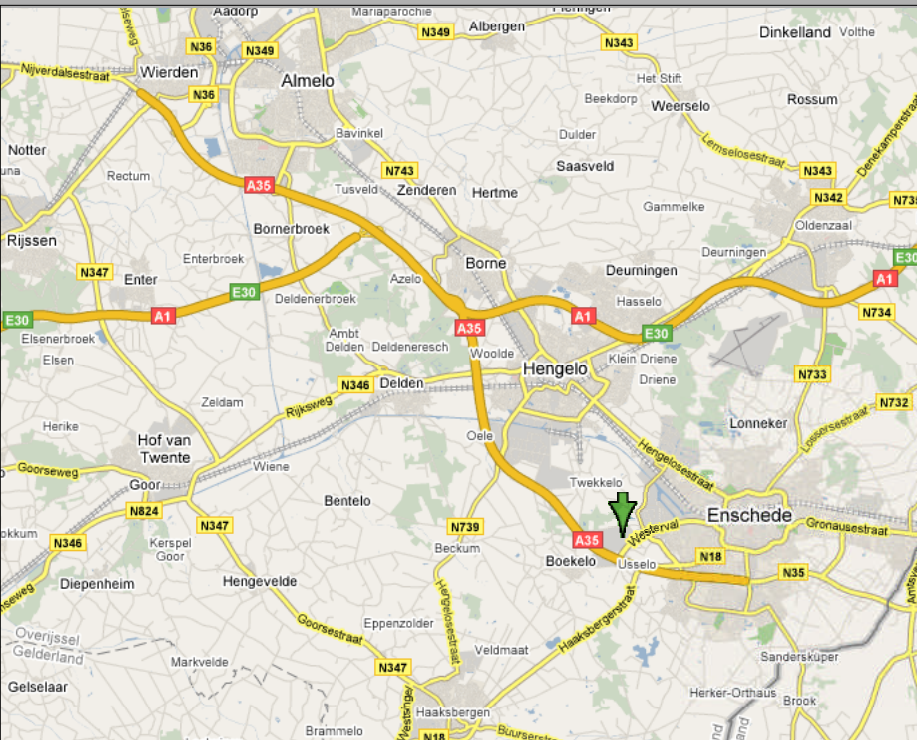 Aadorp
Mariaparochie
N349
Albergen
Fleringen
N343
Dinkelland
Volthe
N36
N349
Nijverdalsestraat
Wierden
Almelo
N36
Het Stift
Beekdorp
Weerselo
Rossum
Denekamperstraat
Notter
Bavinkel
Dulder
Lemselosestraat
Rectum
N743
Saasveld
N343
A35
Tusveld
Zenderen
Hertme
N342
Gammelke
Rijssen
Bornerbroek
Oldenzaal
Enterbroek
Borne
Deurningen
E30
N347
Enter
Azelo
Deurningen
A1
E30
Deldenerbroek
Hasselo
E30
A1
A35
A1
E30
N734
Elsenerbroek
Ambt
Delden
Deldeneresch
Woolde
Elsen
Hengelo
Klein Driene
N346
Delden
Driene
N733
Zeldam
Rijksweg
N732
Herike
Lonneker
Lossersestraat
Hof van
Twente
Oele
Hengelosestraat
Goorseweg
Wiene
Goor
Twekkelo
Bentelo
N824
Enschede
N347
N739
Westerval
Gronausestraat
N346
Kerspel
Goor
Beckum
A35
N18
Boekelo
Usselo
N35
Diepenheim
Hengevelde
Hengelosestraat
Haaksbergerstraat
Goorsestraat
Eppenzolder
Overijssel
Gelderland
Veldmaat
Sandersküper
Markvelde
N347
Gelselaar
Herker-Orthaus
Brook
Haaksbergen
Brammelo
N18